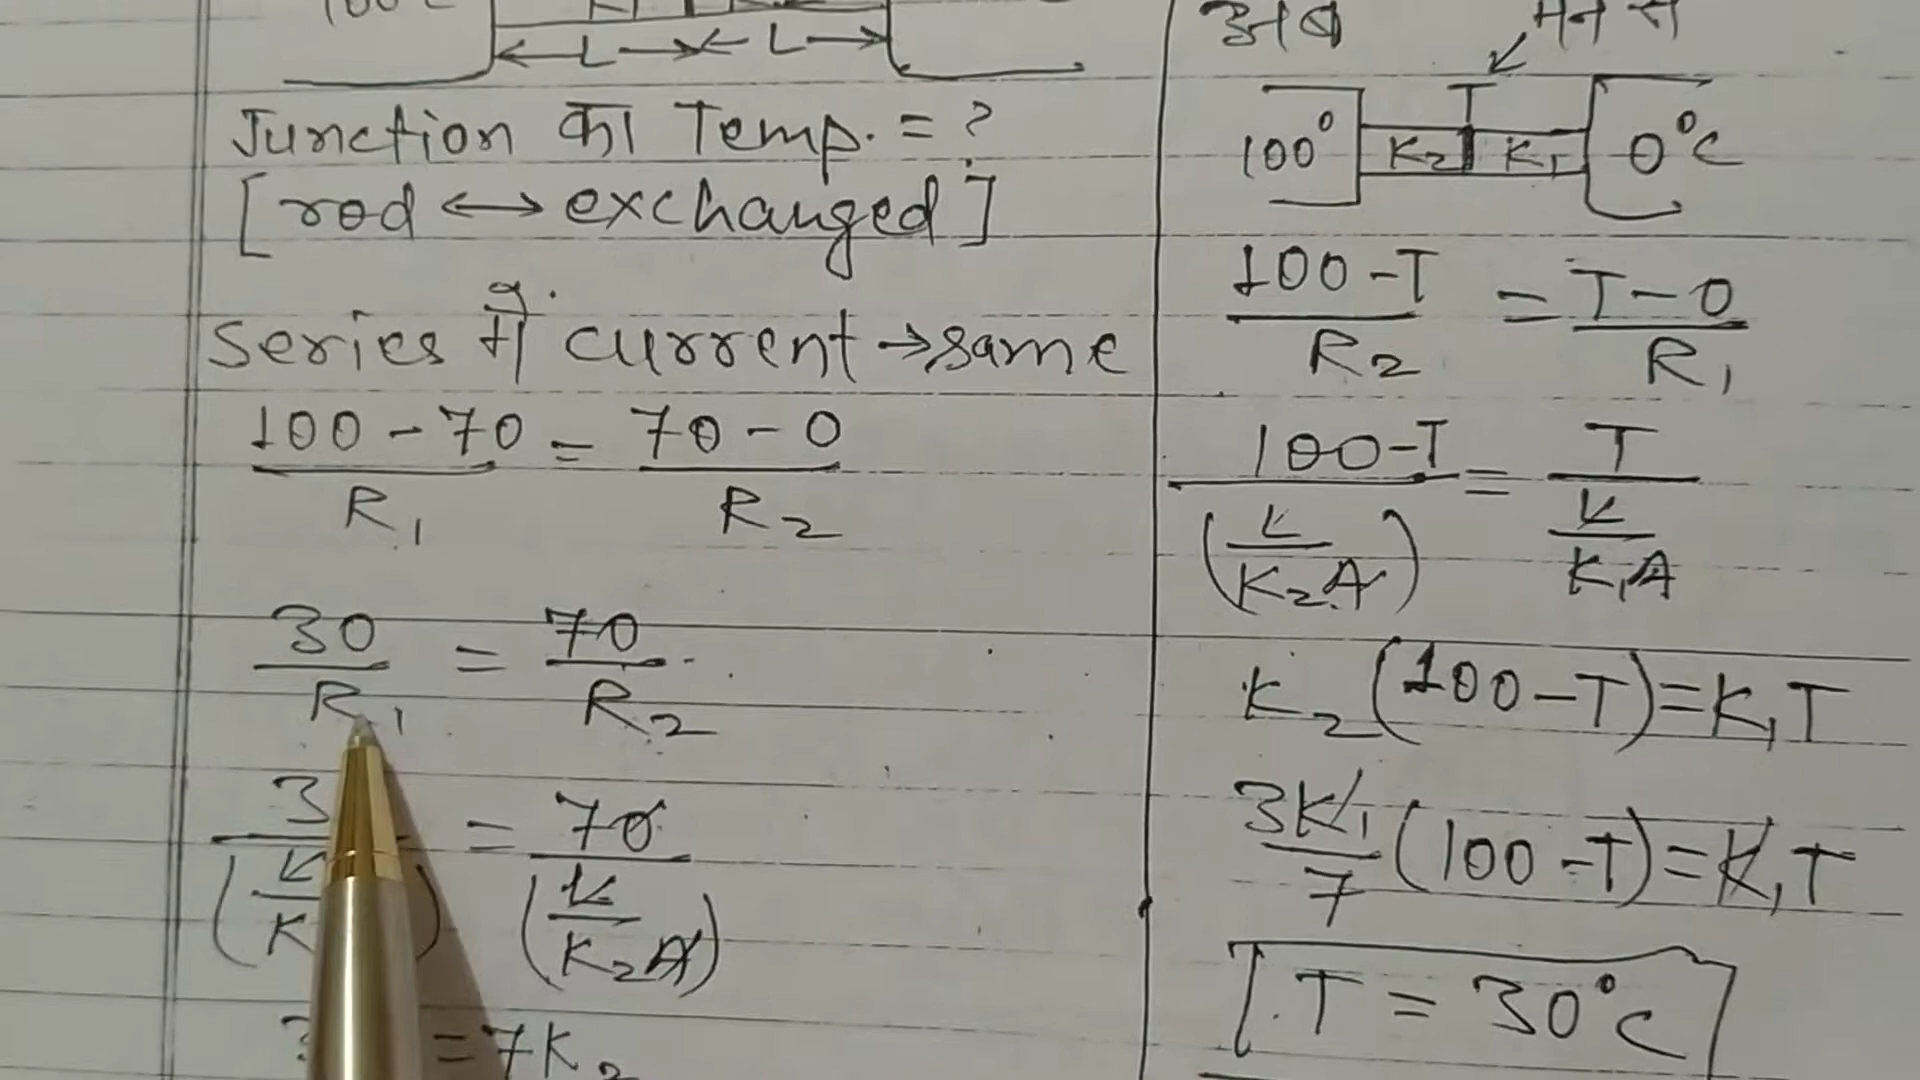 L L
Junction का Temp. = ?
[rod ↔ exchanged]
Series में current → same
100 - 70 / R1 = 70 - 0 / R2
30 / R1 = 70 / R2
= 70 / (L / K2A)
= 7K2
T
100° K2 K1 0°C
100 - T / R2 = T - 0 / R1
100 - T / (L / K2A) = T / L / K1A
K2 (100 - T) = K1T
3K1 / 7 (100 - T) = K1T
T = 30°C